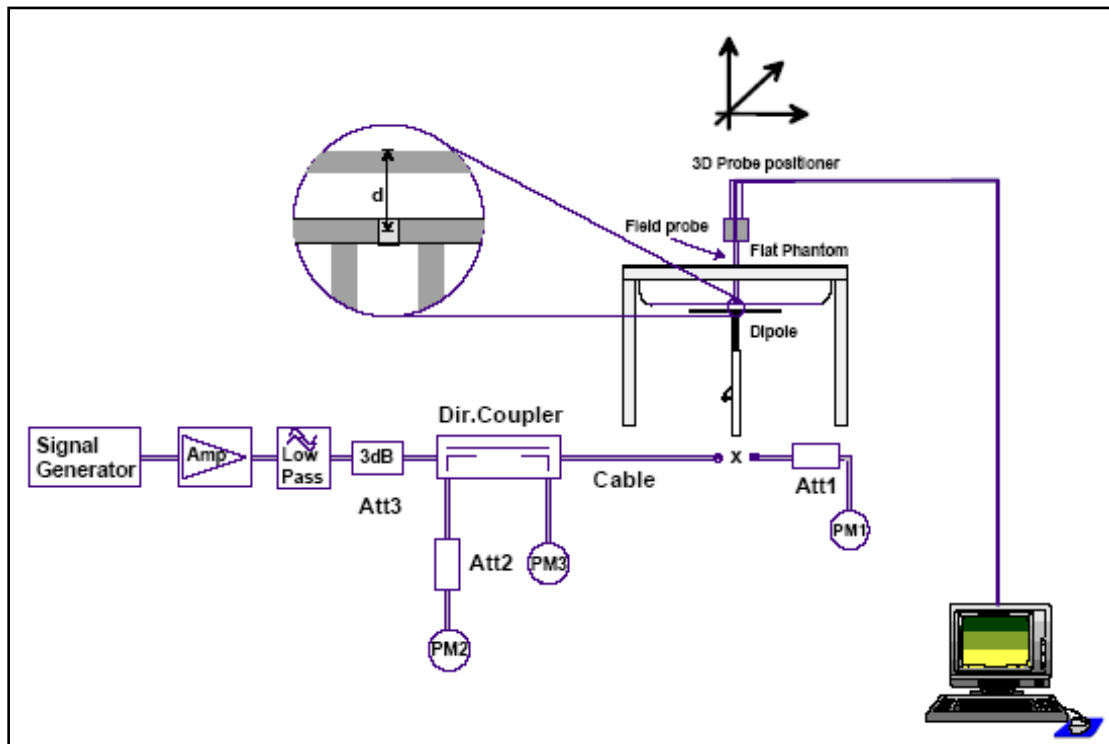 3D Probe positioner
d
Field probe
Flat Phantom
Dipole
Dir.Coupler
Signal
Generator
Amp
Low
Pass
3dB
Att3
Cable
x
Att1
PM1
Att2
PM3
PM2